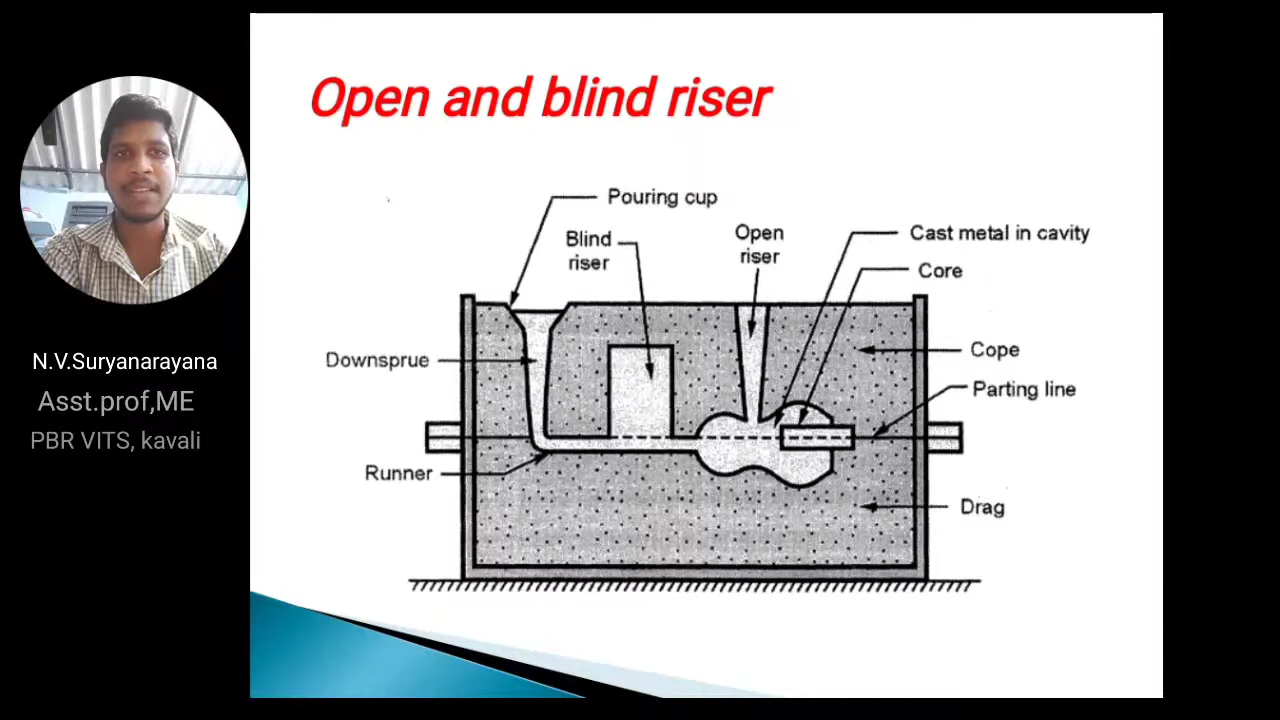 Open and blind riser
Pouring cup
Blind
riser
Open
riser
Cast metal in cavity
Core
Downsprue
Cope
Parting line
Runner
Drag
N.V.Suryanarayana
Asst.prof,ME
PBR VITS, kavali